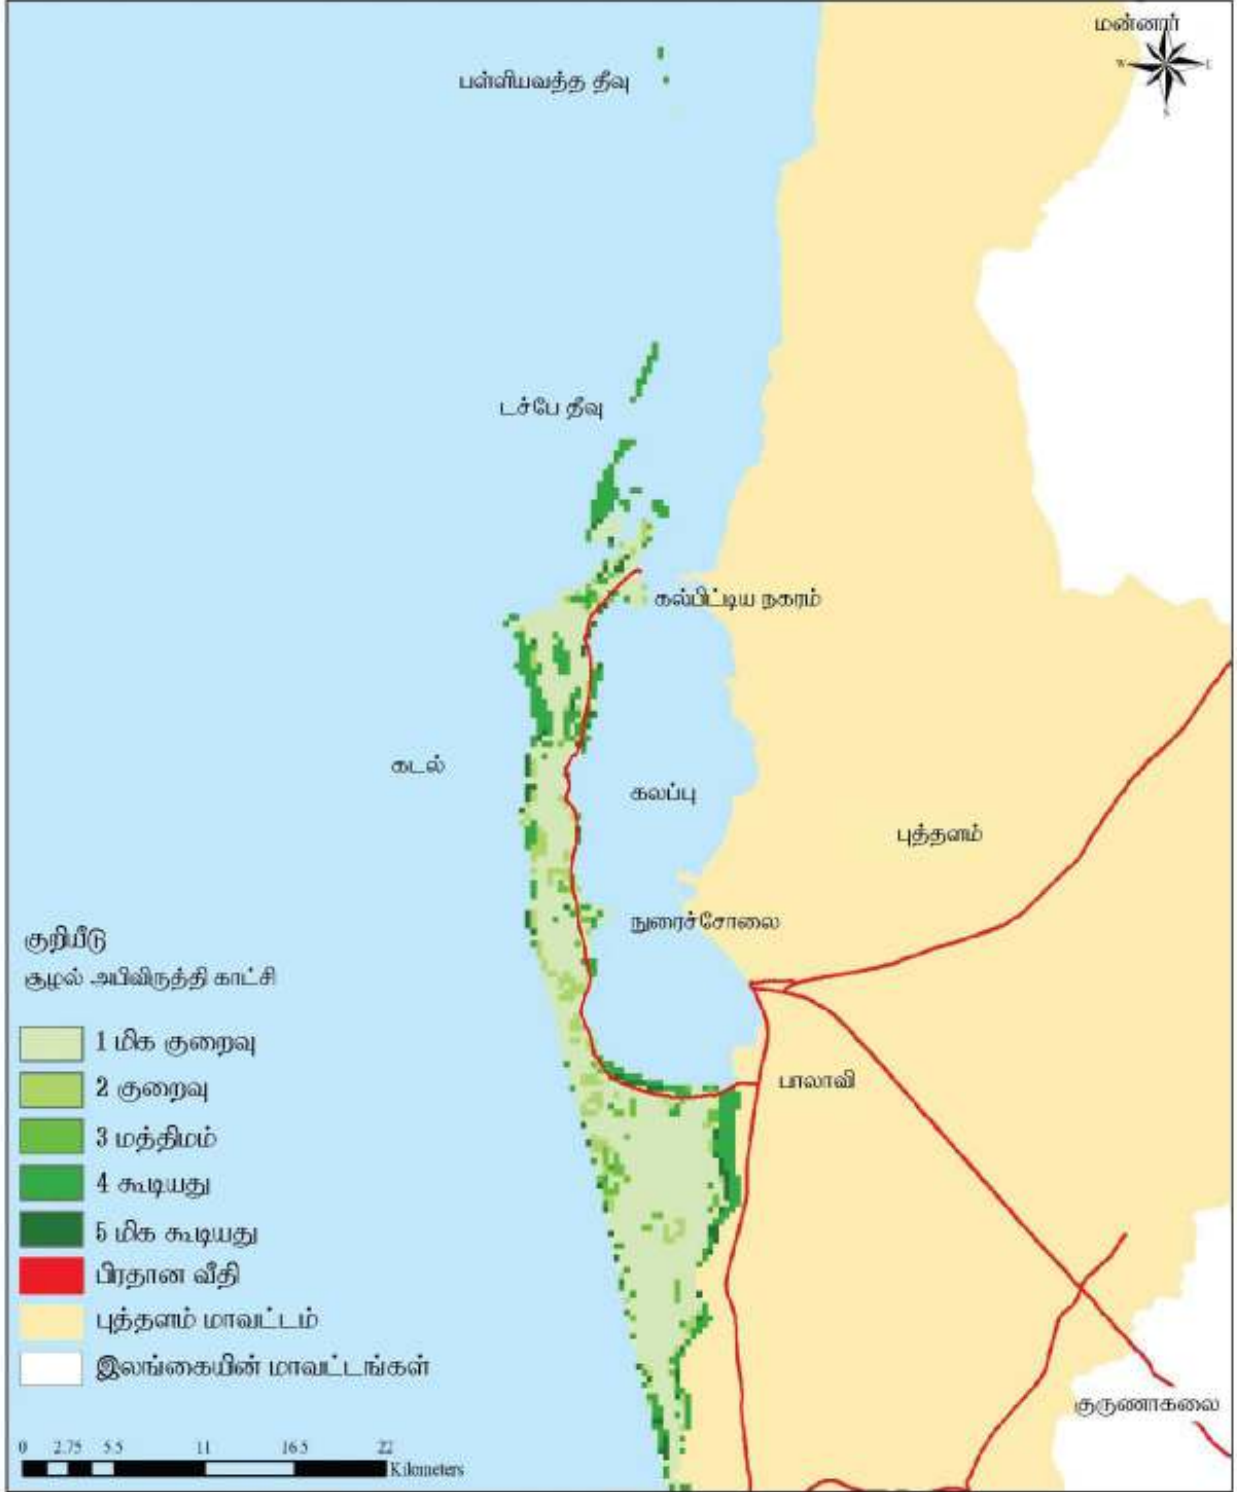 மன்னார்
W
E
S
பள்ளியவத்த தீவு
டச்பே தீவு
கல்பிட்டிய நகரம்
கடல்
கலப்பு
புத்தளம்
நுரைச்சோலை
பாலாவி
குருணாகலை
குறியீடு
சூழல் அபிவிருத்தி காட்சி
1 மிக குறைவு
2 குறைவு
3 மத்திமம்
4 கூடியது
5 மிக கூடியது
பிரதான வீதி
புத்தளம் மாவட்டம்
இலங்கையின் மாவட்டங்கள்
0 2.75 5.5 11 16.5 22
Kilometers